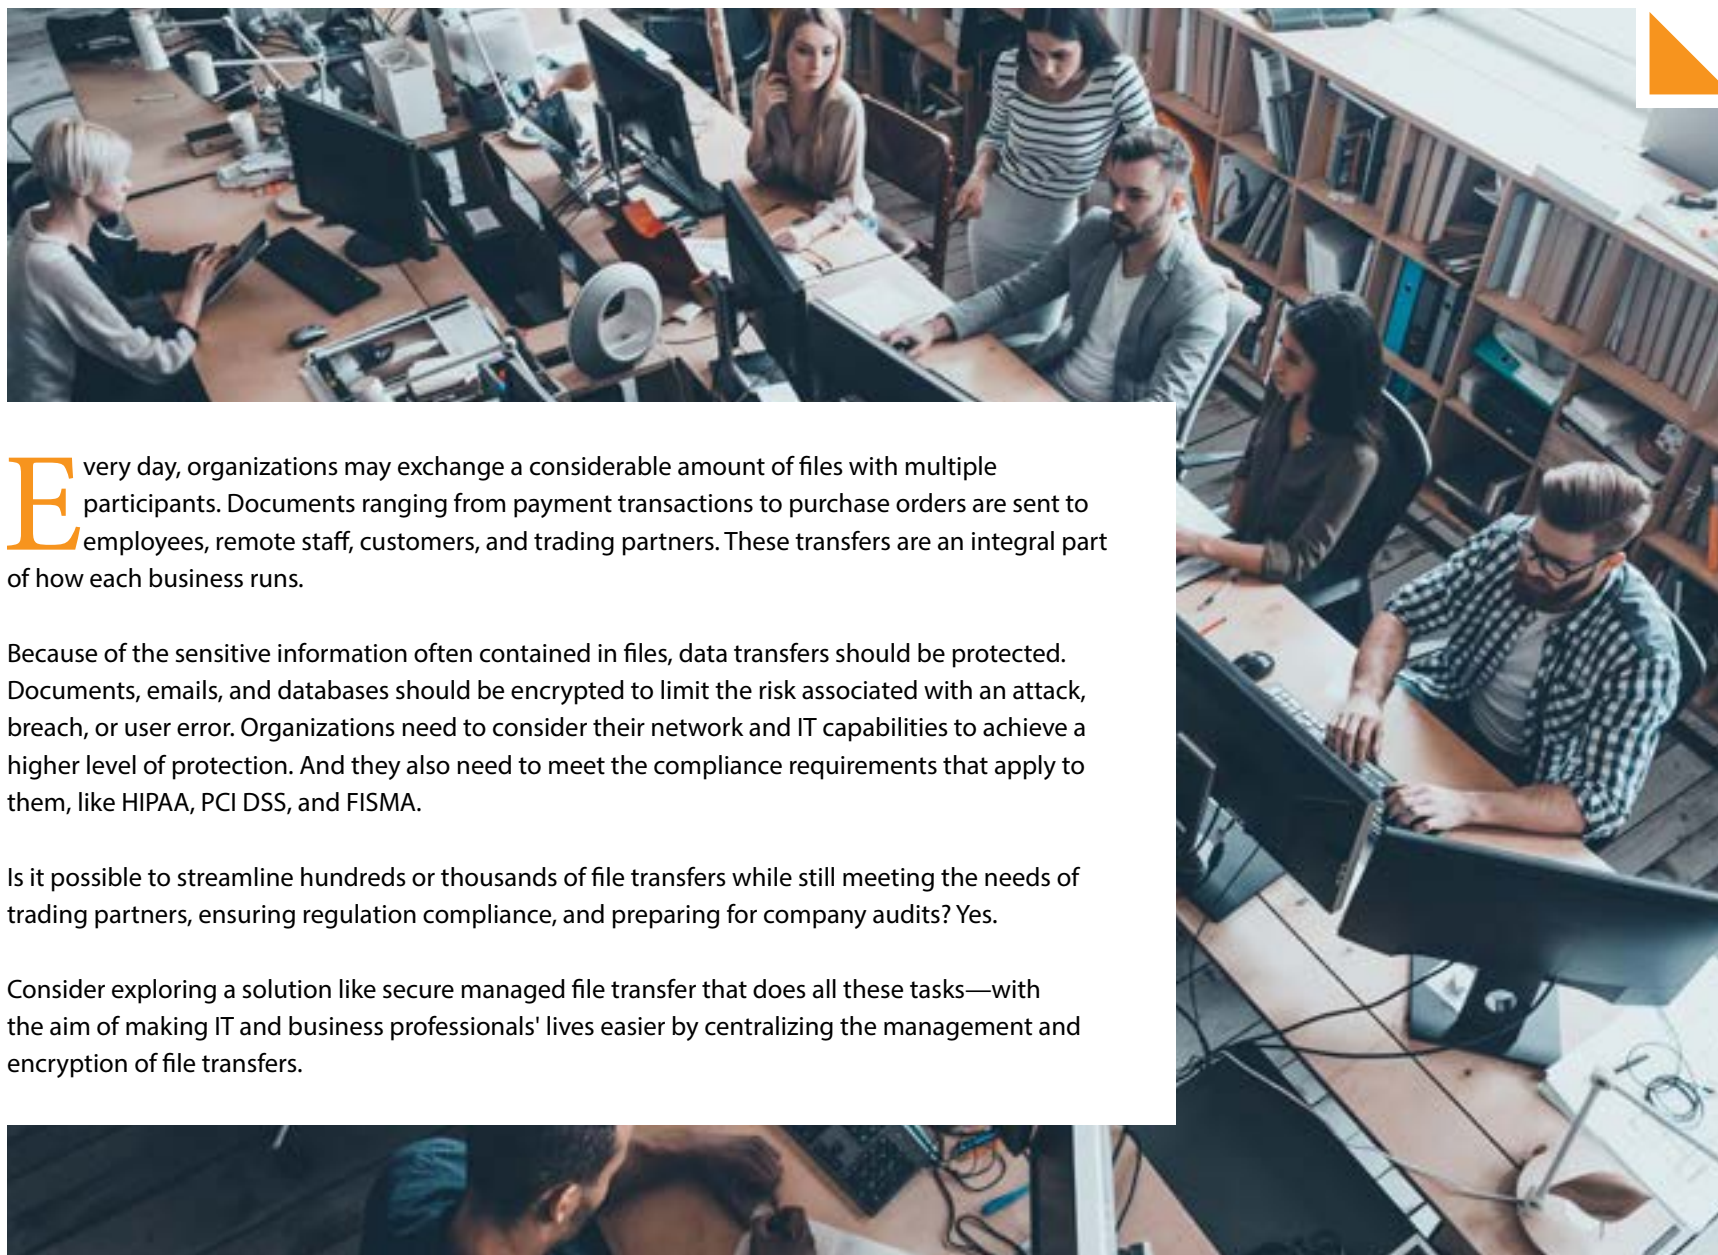 Every day, organizations may exchange a considerable amount of files with multiple
participants. Documents ranging from payment transactions to purchase orders are sent to
employees, remote staff, customers, and trading partners. These transfers are an integral part
of how each business runs.
Because of the sensitive information often contained in files, data transfers should be protected.
Documents, emails, and databases should be encrypted to limit the risk associated with an attack,
breach, or user error. Organizations need to consider their network and IT capabilities to achieve a
higher level of protection. And they also need to meet the compliance requirements that apply to
them, like HIPAA, PCI DSS, and FISMA.
Is it possible to streamline hundreds or thousands of file transfers while still meeting the needs of
trading partners, ensuring regulation compliance, and preparing for company audits? Yes.
Consider exploring a solution like secure managed file transfer that does all these tasks—with
the aim of making IT and business professionals' lives easier by centralizing the management and
encryption of file transfers.